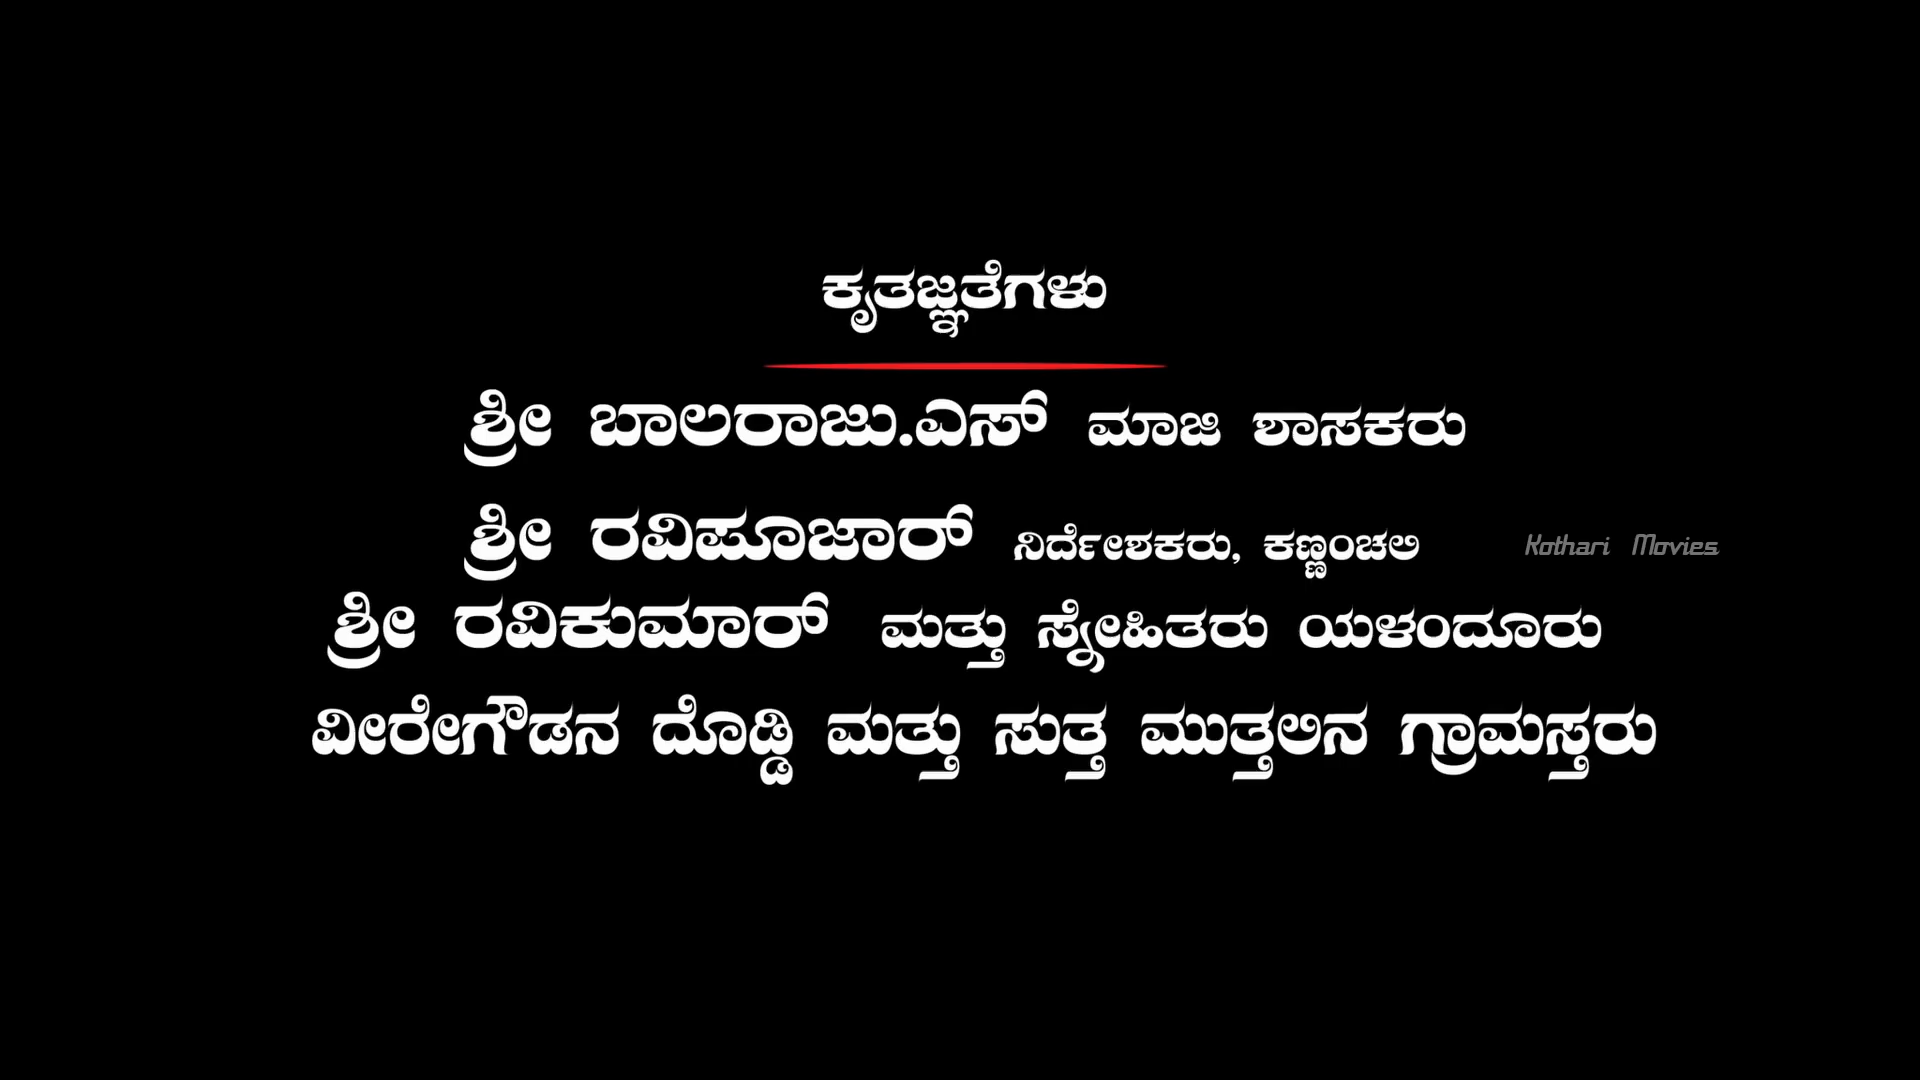 ಕೃತಜ್ಞತೆಗಳು
ಶ್ರೀ ಬಾಲರಾಜು.ಎಸ್ ಮಾಜಿ ಶಾಸಕರು
ಶ್ರೀ ರವಿಪೂಜಾರ್ ನಿರ್ದೇಶಕರು, ಕಣ್ಣಂಚಲಿ
Kothari Movies
ಶ್ರೀ ರವಿಕುಮಾರ್ ಮತ್ತು ಸ್ನೇಹಿತರು ಯಳಂದೂರು
ವೀರೇಗೌಡನ ದೊಡ್ಡಿ ಮತ್ತು ಸುತ್ತ ಮುತ್ತಲಿನ ಗ್ರಾಮಸ್ತರು